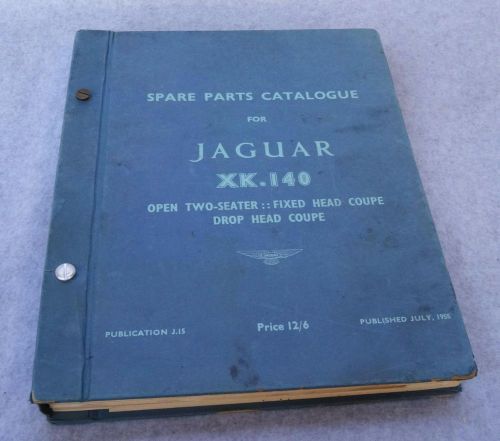 SPARE PARTS CATALOGUE
FOR
JAGUAR
XK.140
OPEN TWO-SEATER :: FIXED HEAD COUPE
DROP HEAD COUPE
PUBLICATION J.15
Price 12/6
PUBLISHED JULY,